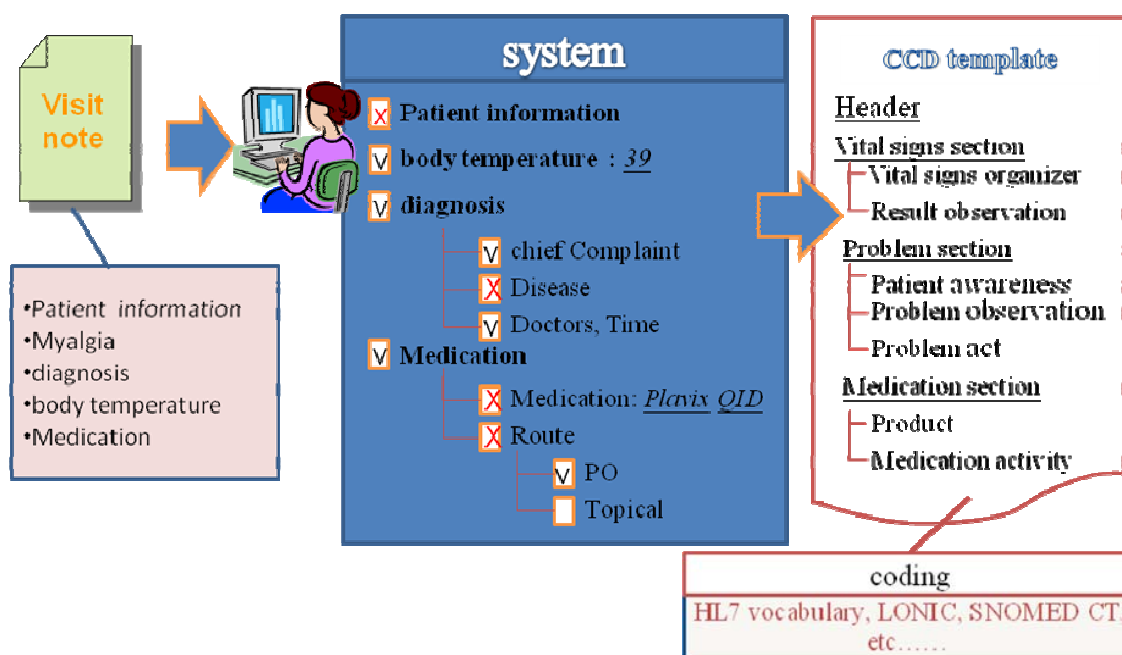 Visit
note
•Patient information
•Myalgia
•diagnosis
•body temperature
•Medication
system
X Patient information
V body temperature : 39
V diagnosis
V chief Complaint
X Disease
V Doctors, Time
V Medication
X Medication: Plavix QID
X Route
V PO
Topical
CCD template
Header
Vital signs section
Vital signs organizer
Result observation
Problem section
Patient awareness
Problem observation
Problem act
Medication section
Product
Medication activity
coding
HL7 vocabulary, LONIC, SNOMED CT,
etc……